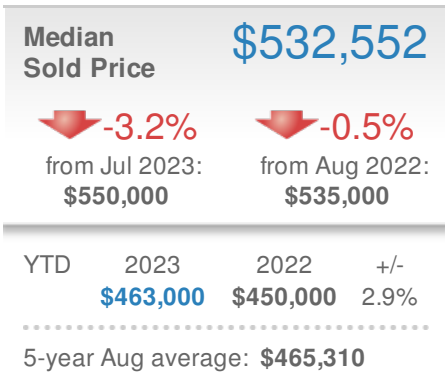 Median
Sold Price
$532,552
-3.2%
-0.5%
from Jul 2023:
from Aug 2022:
$550,000
$535,000
YTD 2023 2022 +/-
$463,000 $450,000 2.9%
5-year Aug average: $465,310